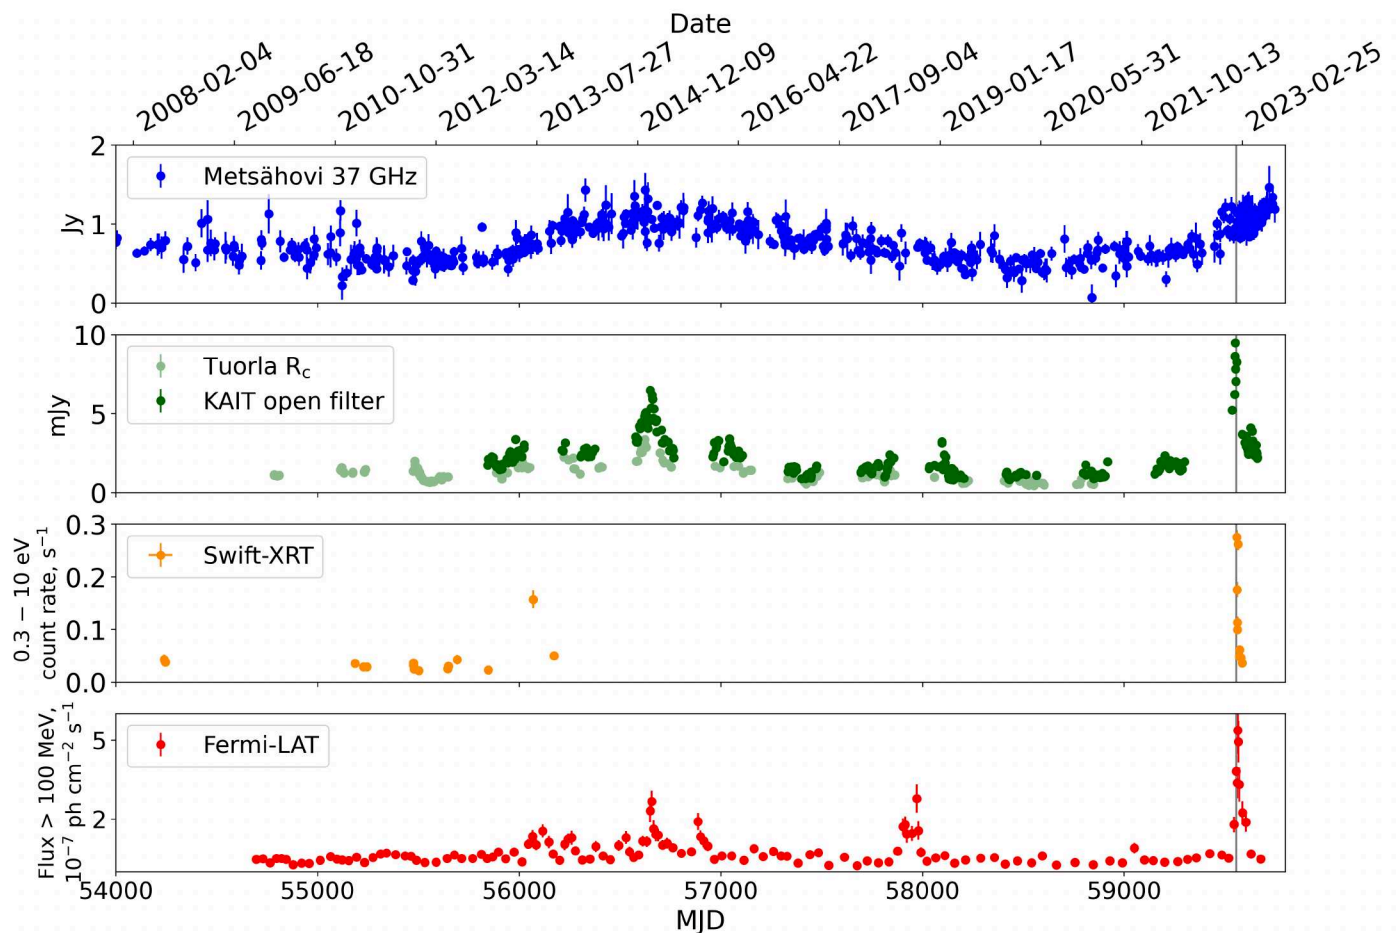 Date
2008-02-04
2009-06-18
2010-10-31
2012-03-14
2013-07-27
2014-12-09
2016-04-22
2017-09-04
2019-01-17
2020-05-31
2021-10-13
2023-02-25
2
1
0
Jy
Metsähovi 37 GHz
10
5
0
mJy
Tuorla R_c
KAIT open filter
0.3
0.2
0.1
0.0
0.3 − 10 eV
count rate, s⁻¹
Swift-XRT
5
2
Flux > 100 MeV,
10⁻⁷ ph cm⁻² s⁻¹
Fermi-LAT
54000
55000
56000
57000
58000
59000
MJD